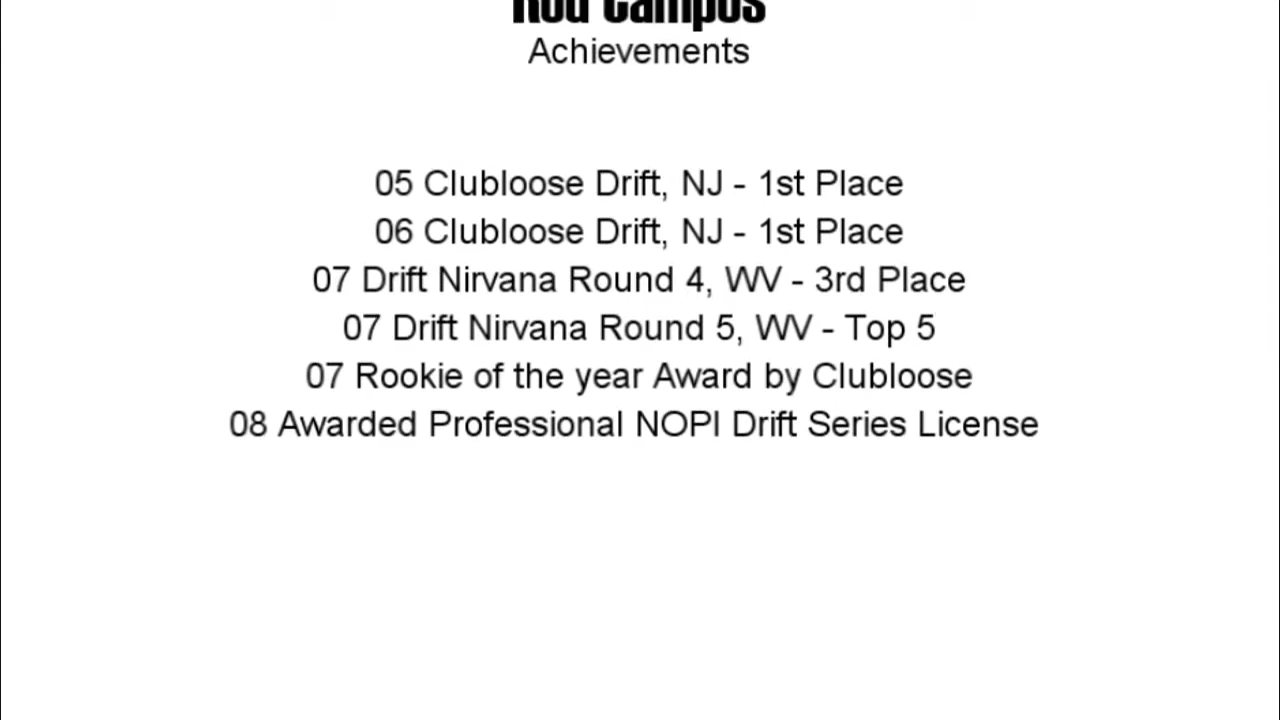 Rod Campos
Achievements
05 Clubloose Drift, NJ - 1st Place
06 Clubloose Drift, NJ - 1st Place
07 Drift Nirvana Round 4, WV - 3rd Place
07 Drift Nirvana Round 5, WV - Top 5
07 Rookie of the year Award by Clubloose
08 Awarded Professional NOPI Drift Series License